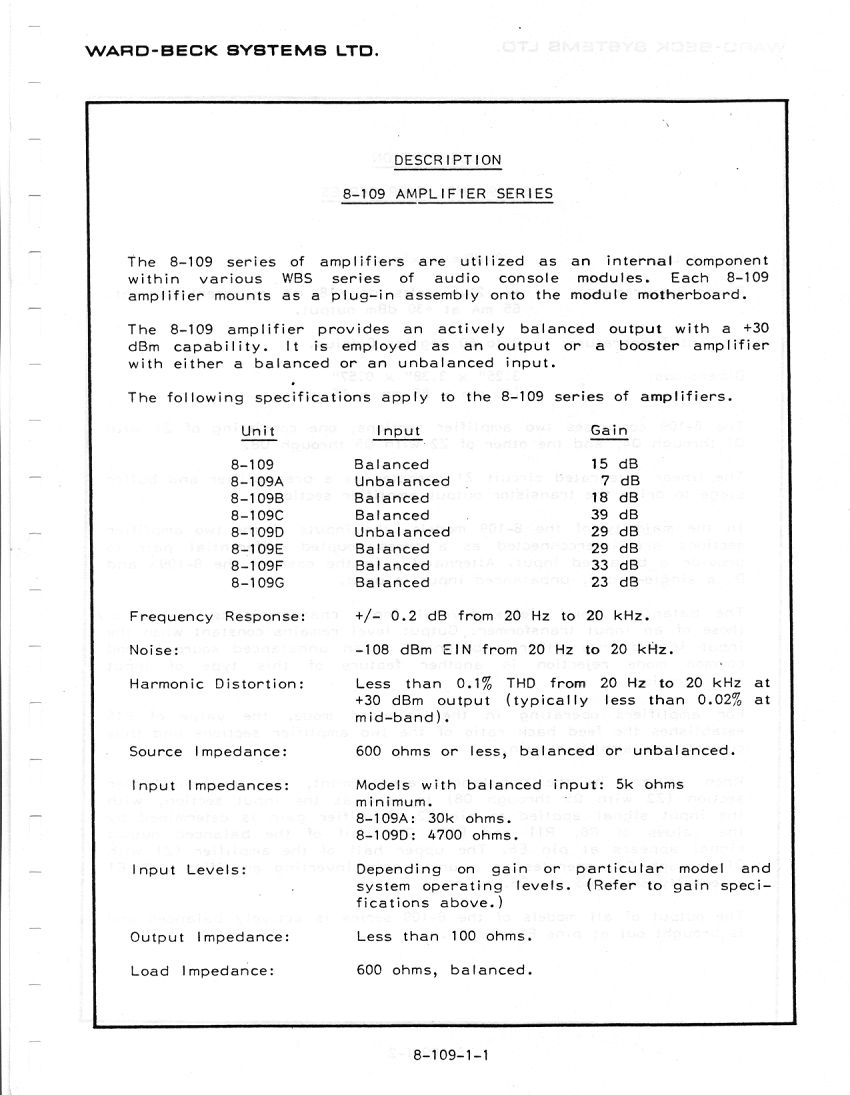 WARD-BECK SYSTEMS LTD.
DESCRIPTION
8-109 AMPLIFIER SERIES
The 8-109 series of amplifiers are utilized as an internal component
within various WBS series of audio console modules. Each 8-109
amplifier mounts as a plug-in assembly onto the module motherboard.
The 8-109 amplifier provides an actively balanced output with a +30
dBm capability. It is employed as an output or a booster amplifier
with either a balanced or an unbalanced input.
The following specifications apply to the 8-109 series of amplifiers.
Unit Input Gain
8-109 Balanced 15 dB
8-109A Unbalanced 7 dB
8-109B Balanced 18 dB
8-109C Balanced 39 dB
8-109D Unbalanced 29 dB
8-109E Balanced 29 dB
8-109F Balanced 33 dB
8-109G Balanced 23 dB
Frequency Response: +/- 0.2 dB from 20 Hz to 20 kHz.
Noise: -108 dBm EIN from 20 Hz to 20 kHz.
Harmonic Distortion: Less than 0.1% THD from 20 Hz to 20 kHz at
+30 dBm output (typically less than 0.02% at
mid-band).
Source Impedance: 600 ohms or less, balanced or unbalanced.
Input Impedances: Models with balanced input: 5k ohms
minimum.
8-109A: 30k ohms.
8-109D: 4700 ohms.
Input Levels: Depending on gain or particular model and
system operating levels. (Refer to gain speci-
fications above.)
Output Impedance: Less than 100 ohms.
Load Impedance: 600 ohms, balanced.
8-109-1-1